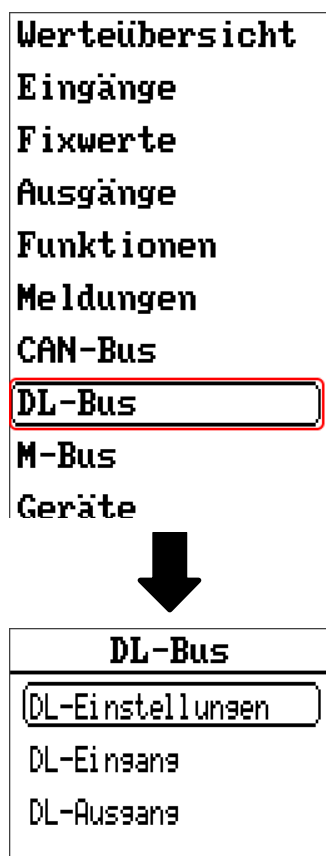 Werteübersicht
Eingänge
Fixwerte
Ausgänge
Funktionen
Meldungen
CAN-Bus
DL-Bus
M-Bus
Geräte
DL-Bus
DL-Einstellungen
DL-Eingang
DL-Ausgang